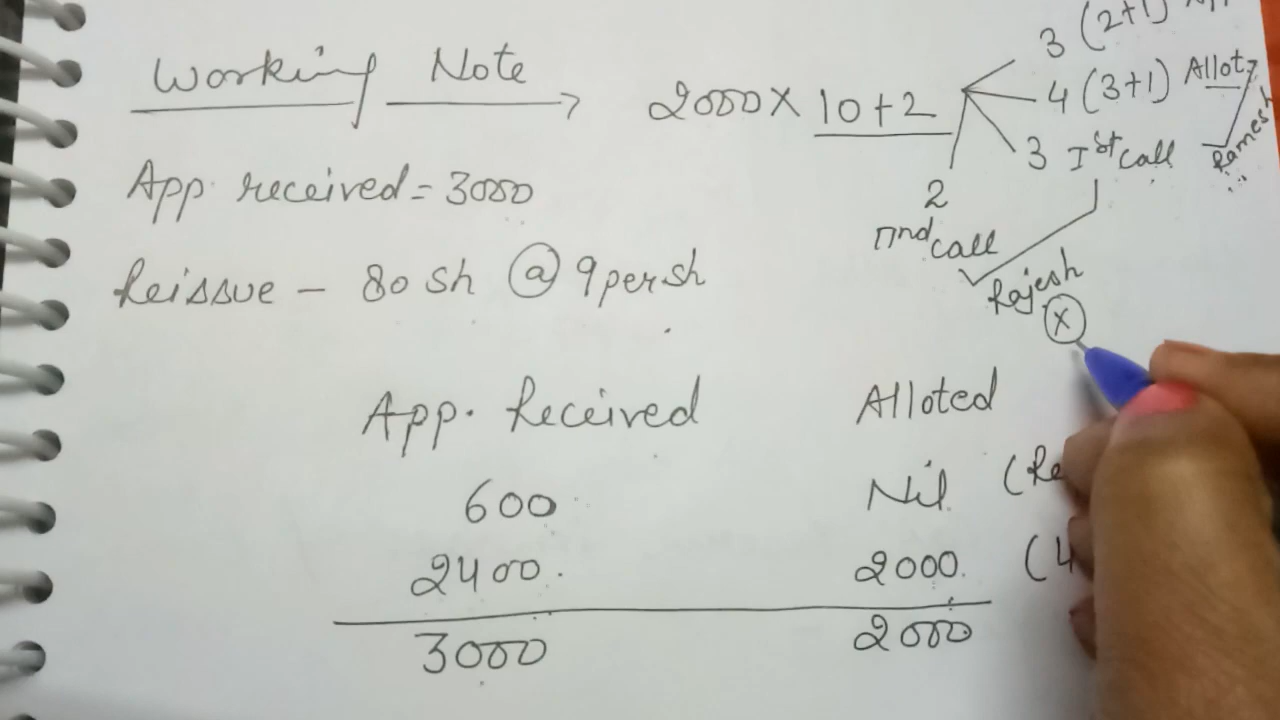 3 (2+1)
Working Note → 2000 X 10+2
4 (3+1) Allot
3 Ist call
Ramesh
App. received = 3000
2
IInd call
Reissue - 80 sh @ 9 per sh
Rajesh
X
App. Received Alloted
600 Nil (Re
2400. 2000. (4
3000 2000